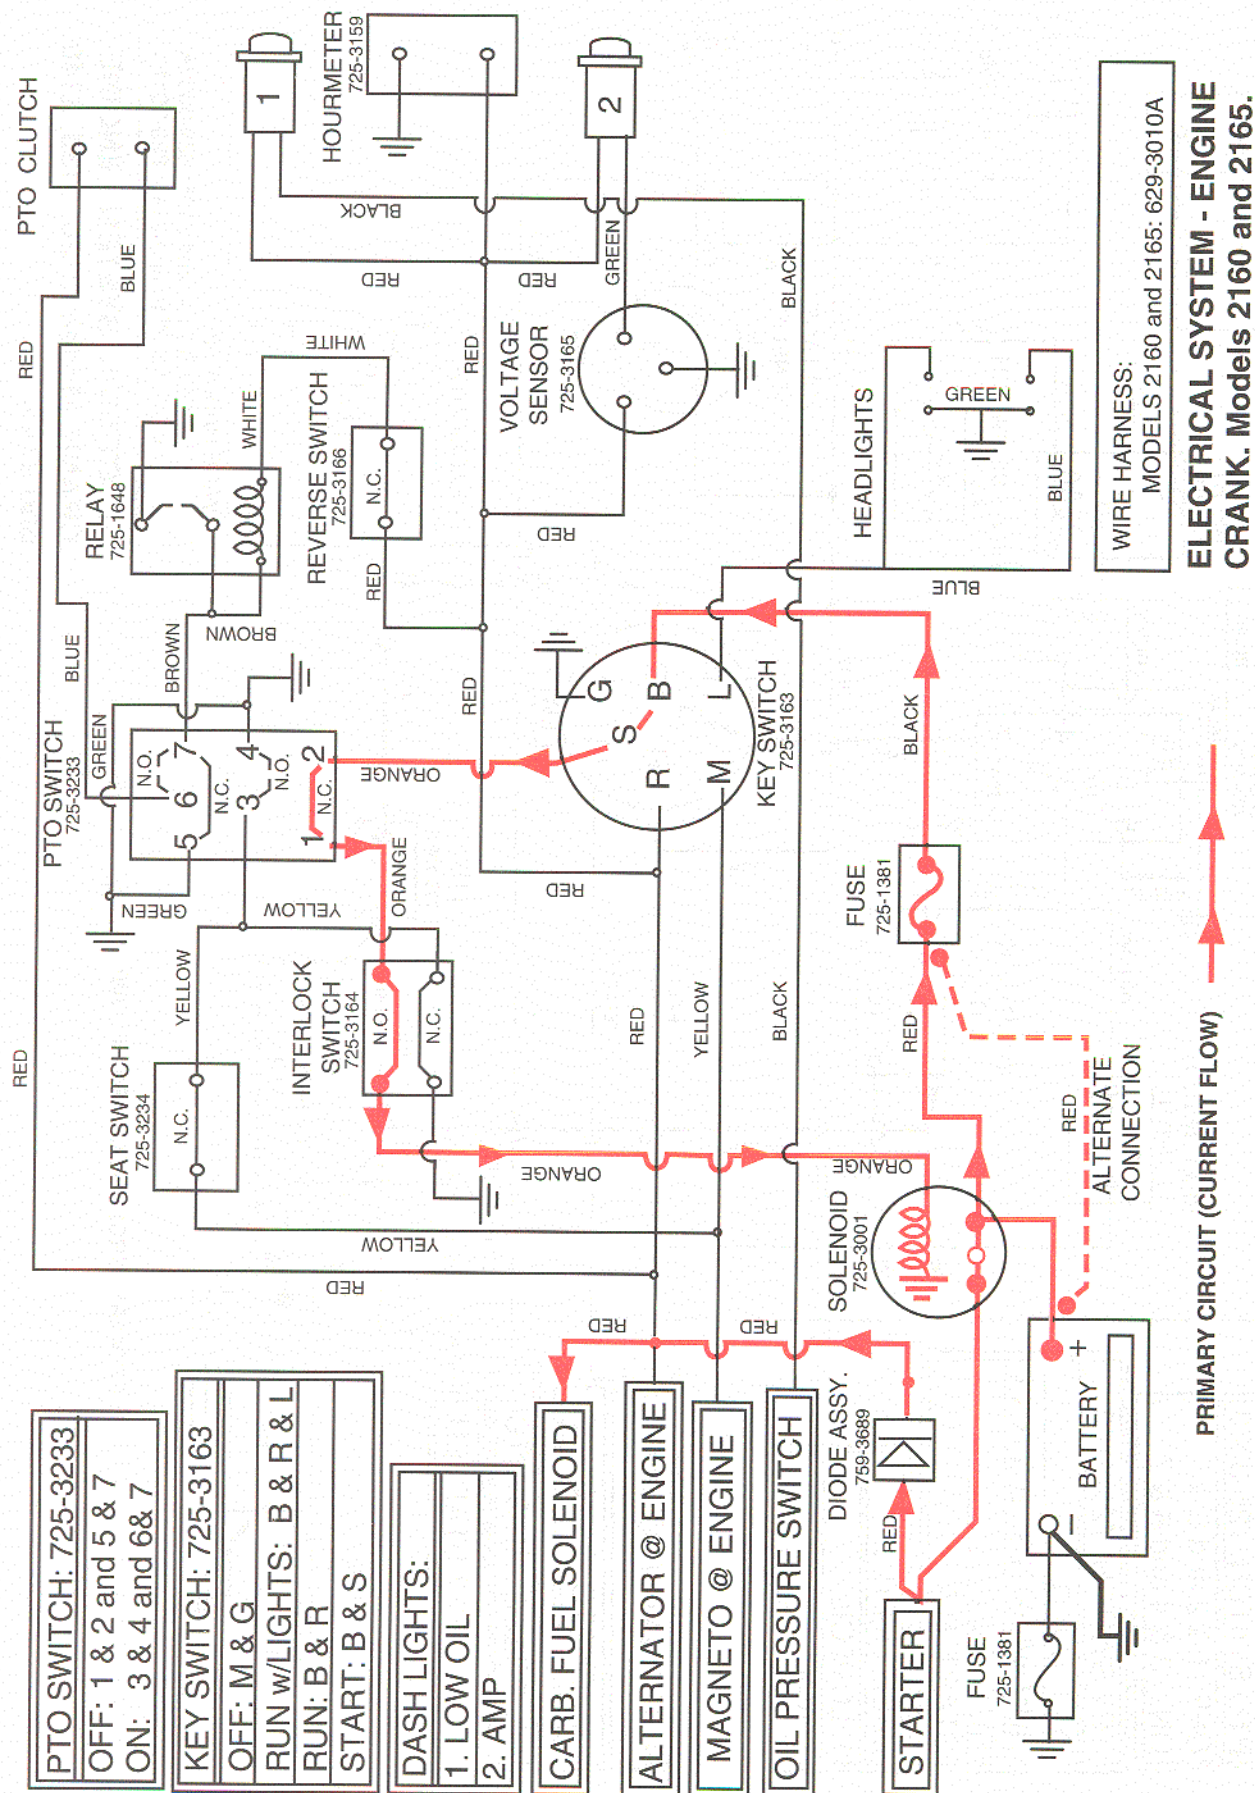 PTO CLUTCH
RED
BLUE
1
HOURMETER
725-3159
2
BLACK
RED
RED
GREEN
BLACK
WIRE HARNESS:
MODELS 2160 and 2165: 629-3010A
ELECTRICAL SYSTEM - ENGINE
CRANK. Models 2160 and 2165.
RELAY
725-1648
WHITE
WHITE
REVERSE SWITCH
725-3166
N.C.
RED
RED
VOLTAGE
SENSOR
725-3165
RED
HEADLIGHTS
GREEN
BLUE
BLUE
BROWN
BROWN
BLUE
GREEN
PTO SWITCH
725-3233
N.O.
7
6
5
N.C.
4
3
N.O.
2
1
N.C.
GREEN
YELLOW
ORANGE
ORANGE
RED
G
B
S
L
R
M
KEY SWITCH
725-3163
BLACK
RED
FUSE
725-1381
RED
YELLOW
SEAT SWITCH
725-3234
N.C.
INTERLOCK
SWITCH
725-3164
N.O.
N.C.
RED
YELLOW
BLACK
RED
ORANGE
ORANGE
YELLOW
RED
SOLENOID
725-3001
RED
ALTERNATE
CONNECTION
PRIMARY CIRCUIT (CURRENT FLOW)
RED
RED
DIODE ASSY.
759-3689
RED
BATTERY
+
–
FUSE
725-1381
PTO SWITCH: 725-3233
OFF: 1 & 2 and 5 & 7
ON: 3 & 4 and 6& 7
KEY SWITCH: 725-3163
OFF: M & G
RUN w/LIGHTS: B & R & L
RUN: B & R
START: B & S
DASH LIGHTS:
1. LOW OIL
2. AMP
CARB. FUEL SOLENOID
ALTERNATOR @ ENGINE
MAGNETO @ ENGINE
OIL PRESSURE SWITCH
STARTER